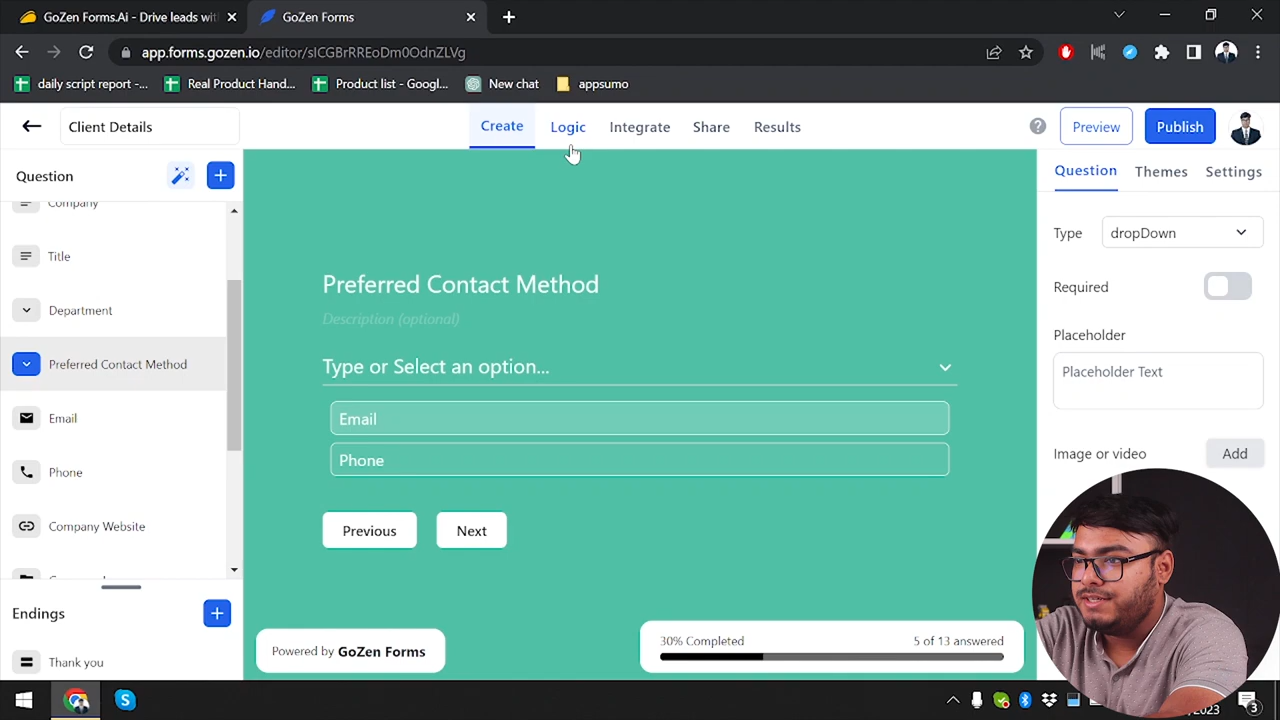 GoZen Forms.Ai - Drive leads wit
GoZen Forms
app.forms.gozen.io/editor/slCGBrRREoDm0OdnZLVg
daily script report -...
Real Product Hand...
Product list - Googl...
New chat
appsumo
Client Details
Create
Logic
Integrate
Share
Results
Preview
Publish
Question
Company
Title
Department
Preferred Contact Method
Email
Phone
Company Website
Endings
Thank you
Preferred Contact Method
Description (optional)
Type or Select an option...
Email
Phone
Previous
Next
Powered by GoZen Forms
30% Completed
5 of 13 answered
Question
Themes
Settings
Type
dropDown
Required
Placeholder
Placeholder Text
Image or video
Add
3